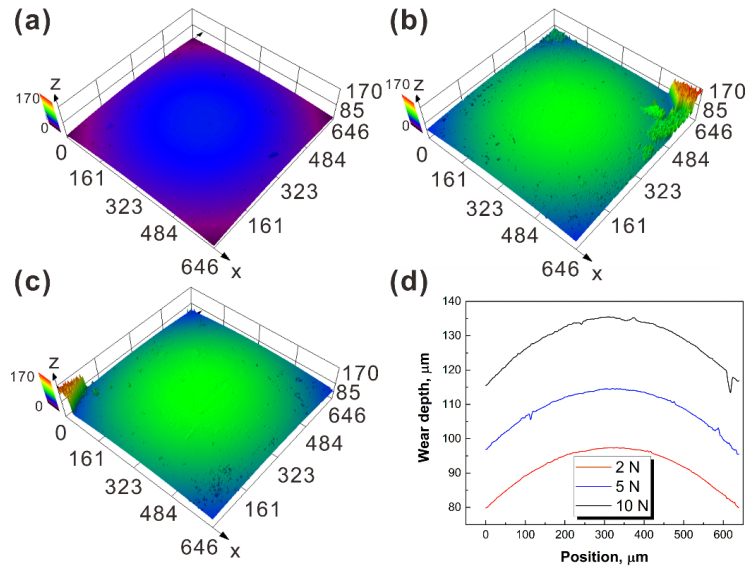 (a)
z
170
0
0
161
323
484
646
x
161
323
484
646
85
170
(b)
z
170
0
0
161
323
484
646
x
161
323
484
646
85
170
(c)
z
170
0
0
161
323
484
646
x
161
323
484
646
85
170
(d)
Wear depth, μm
140
130
120
110
100
90
80
2 N
5 N
10 N
0 100 200 300 400 500 600
Position, μm